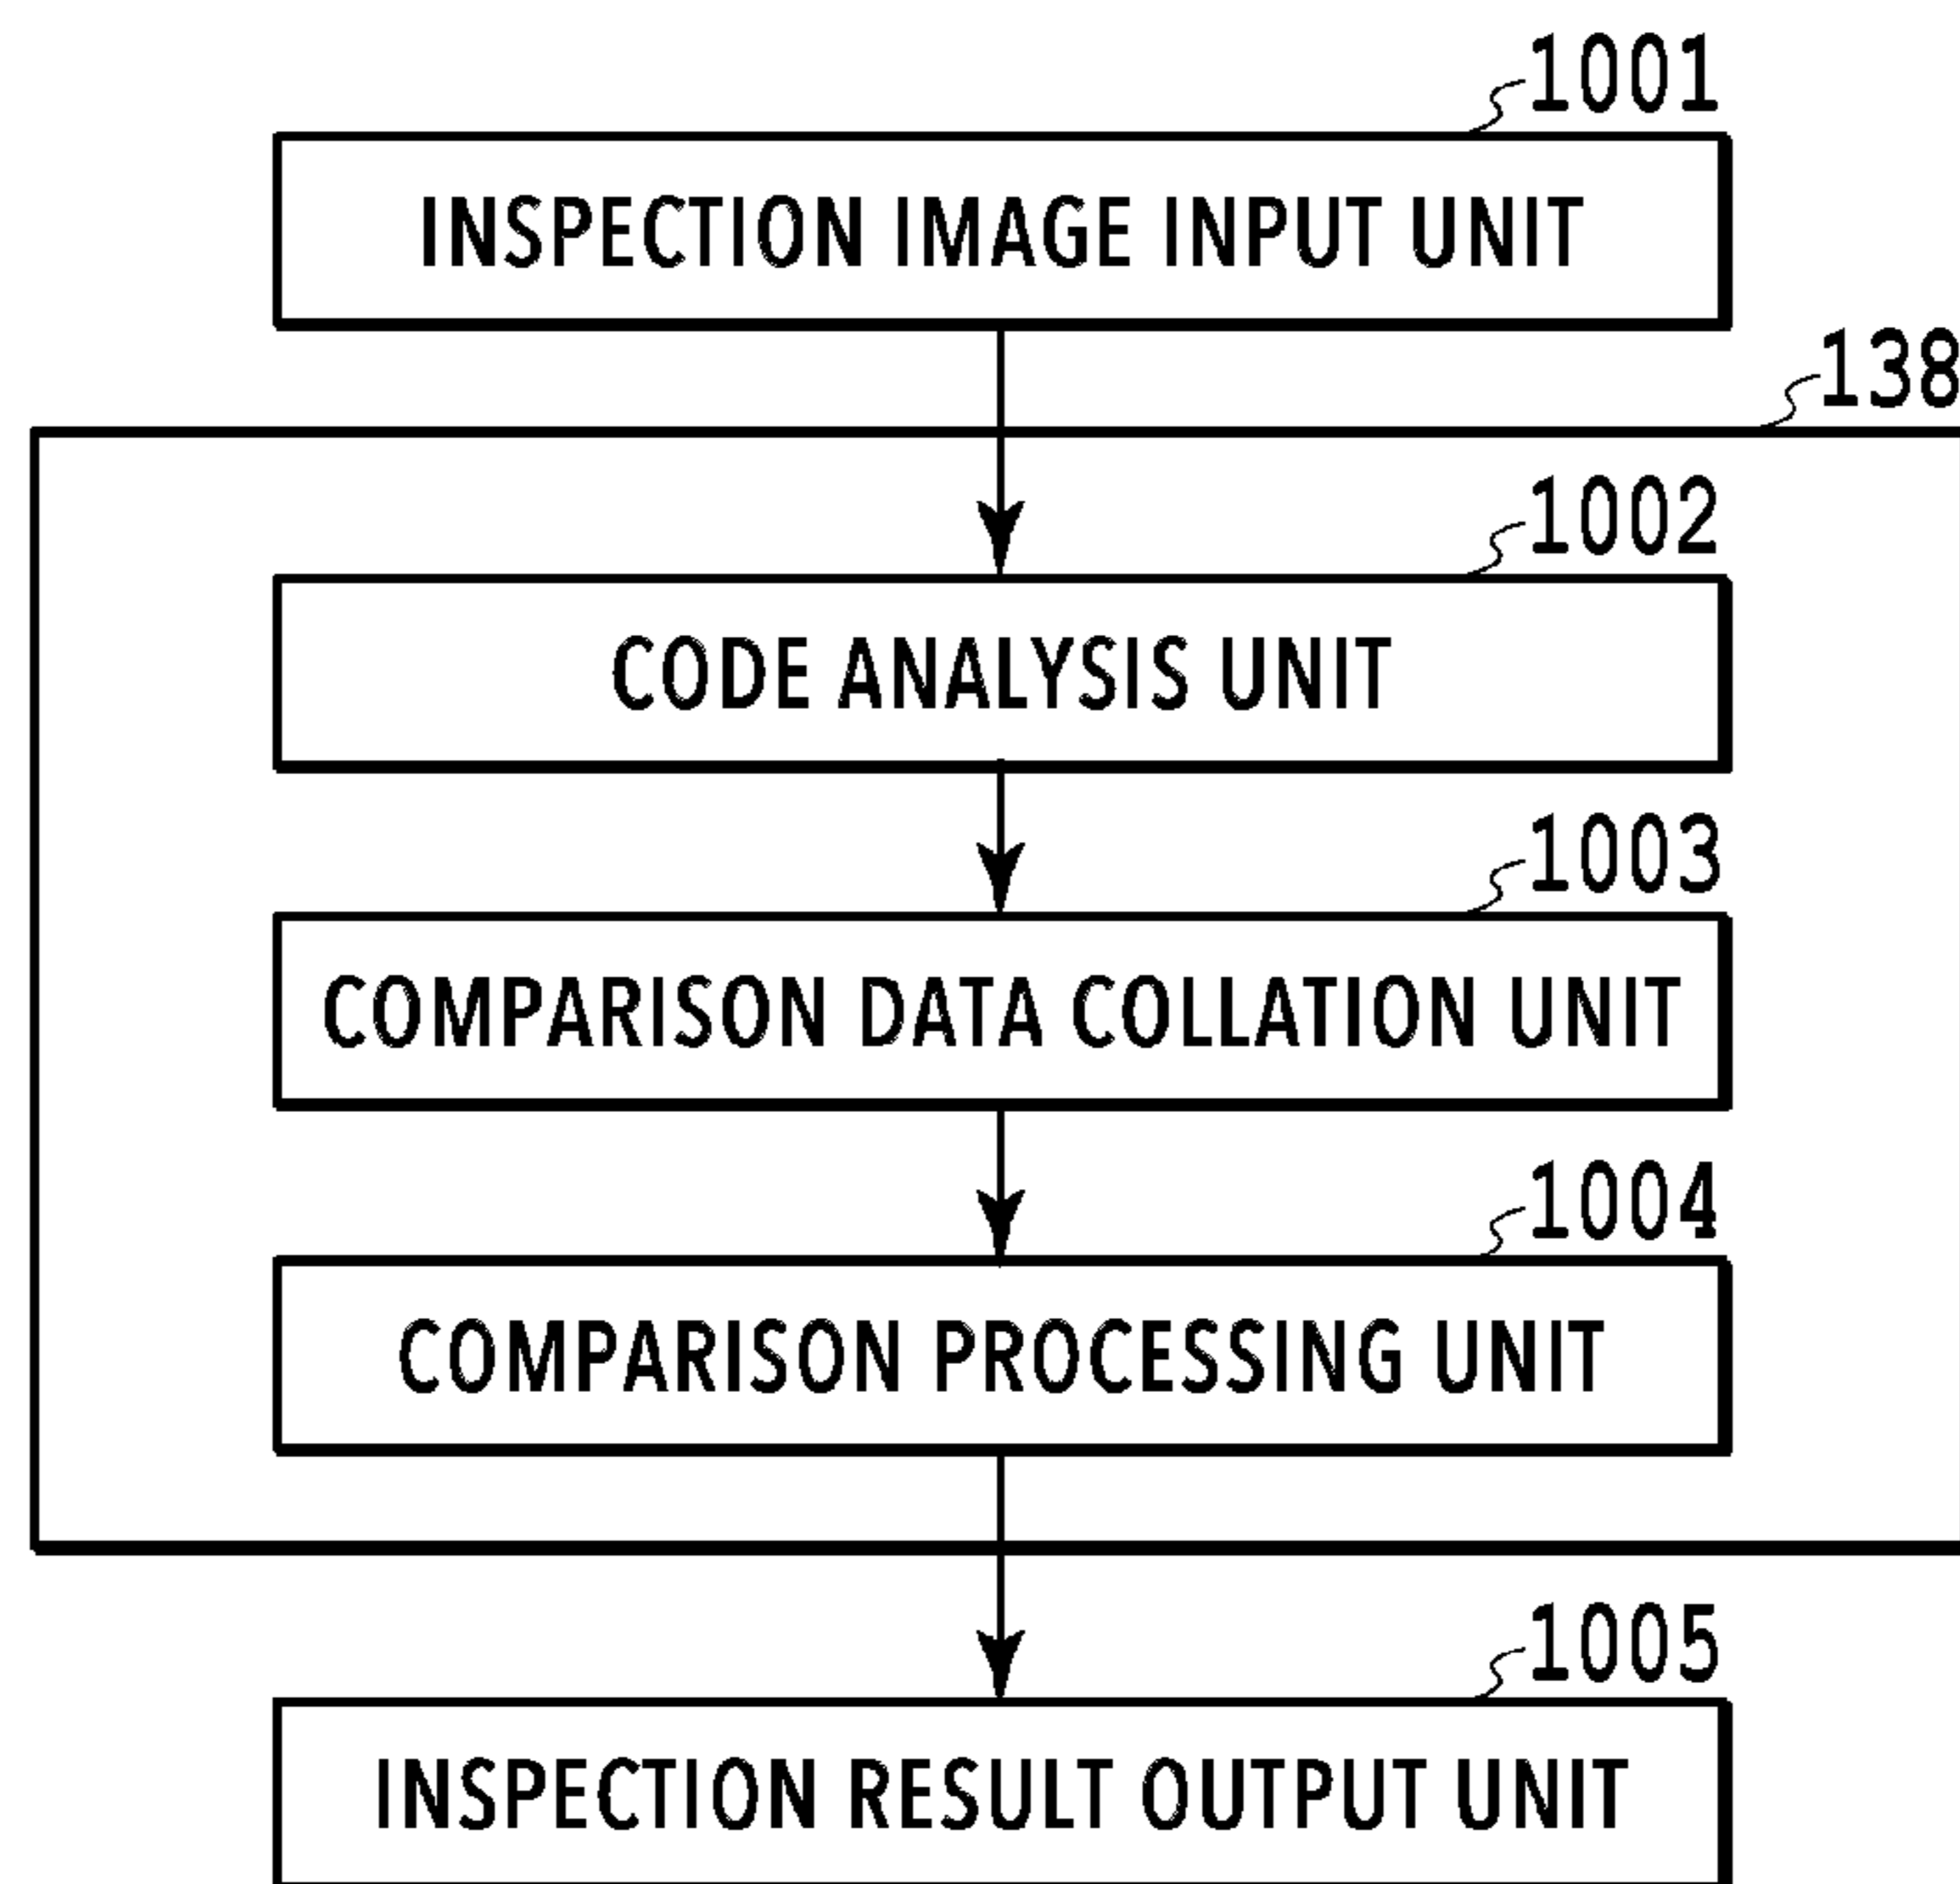 1001
INSPECTION IMAGE INPUT UNIT
138
1002
CODE ANALYSIS UNIT
1003
COMPARISON DATA COLLATION UNIT
1004
COMPARISON PROCESSING UNIT
1005
INSPECTION RESULT OUTPUT UNIT